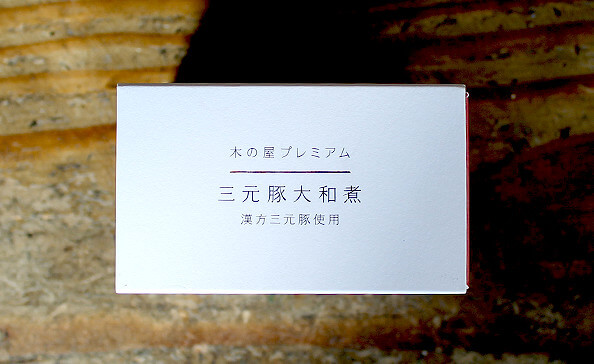 木の屋プレミアム
三元豚大和煮
漢方三元豚使用